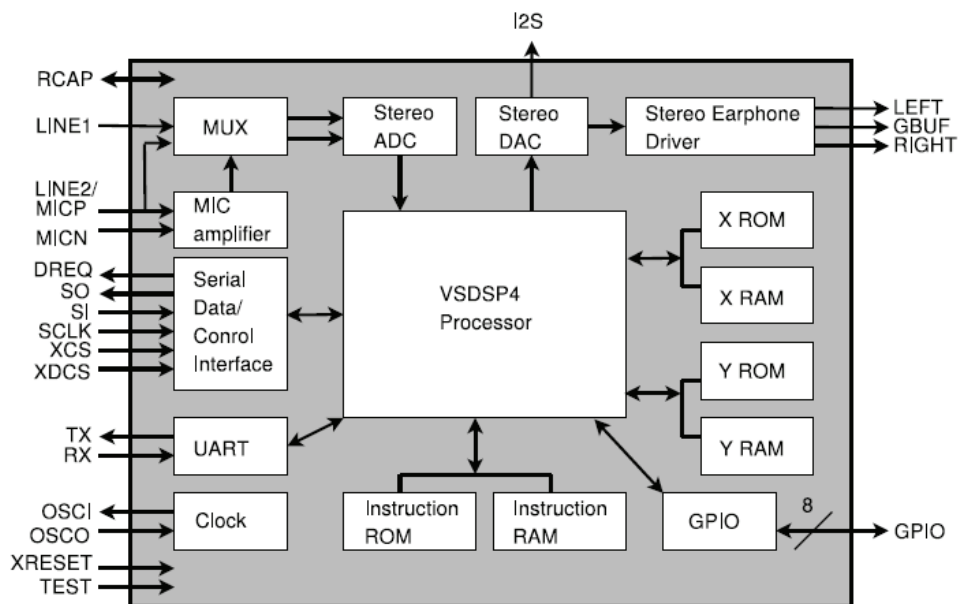 I2S
RCAP
LINE1
LINE2/
MICP
MICN
DREQ
SO
SI
SCLK
XCS
XDCS
TX
RX
OSCI
OSCO
XRESET
TEST
MUX
Stereo
ADC
Stereo
DAC
Stereo Earphone
Driver
LEFT
GBUF
RIGHT
MIC
amplifier
Serial
Data/
Conrol
Interface
VSDSP4
Processor
X ROM
X RAM
Y ROM
Y RAM
UART
Clock
Instruction
ROM
Instruction
RAM
GPIO
8
GPIO